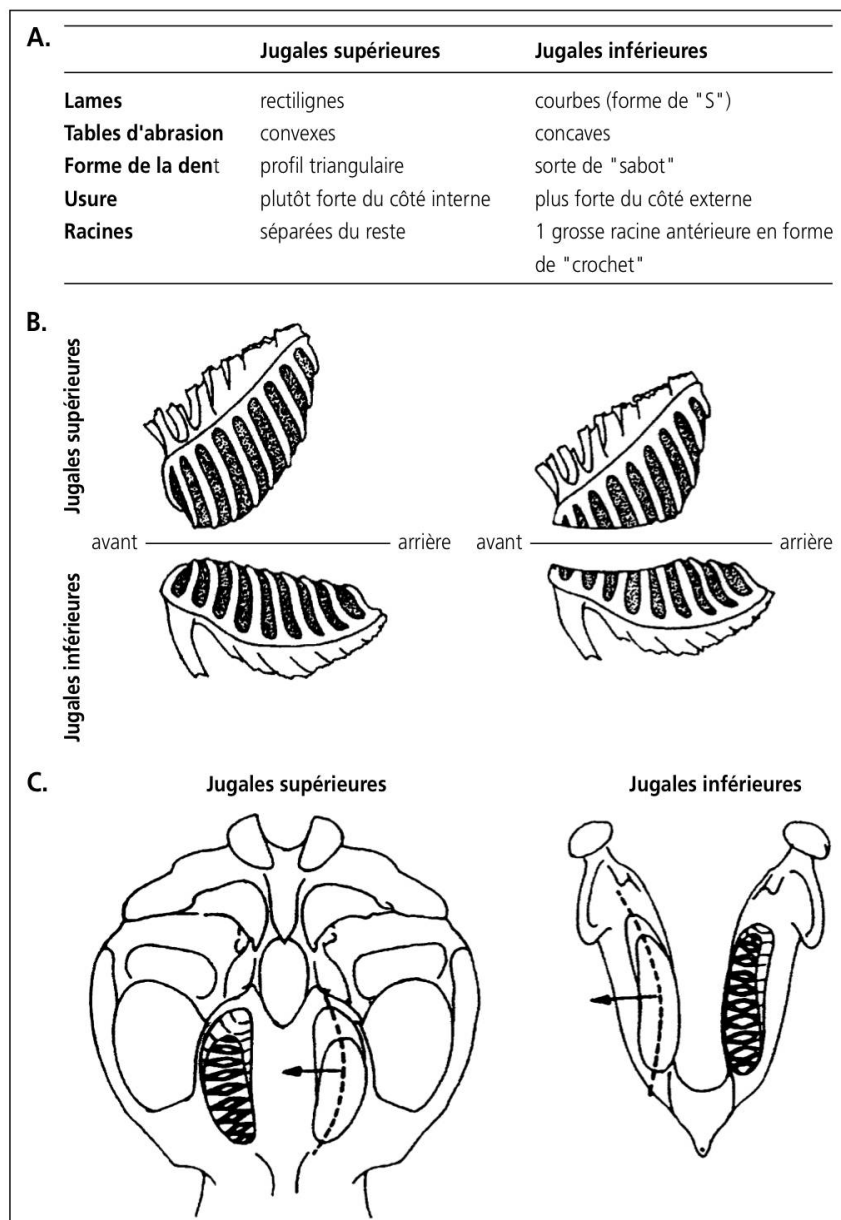 A.
Jugales supérieures Jugales inférieures
Lames rectilignes courbes (forme de "S")
Tables d'abrasion convexes concaves
Forme de la dent profil triangulaire sorte de "sabot"
Usure plutôt forte du côté interne plus forte du côté externe
Racines séparées du reste 1 grosse racine antérieure en forme
de "crochet"
B.
Jugales supérieures
avant arrière avant arrière
Jugales inférieures
C.
Jugales supérieures Jugales inférieures